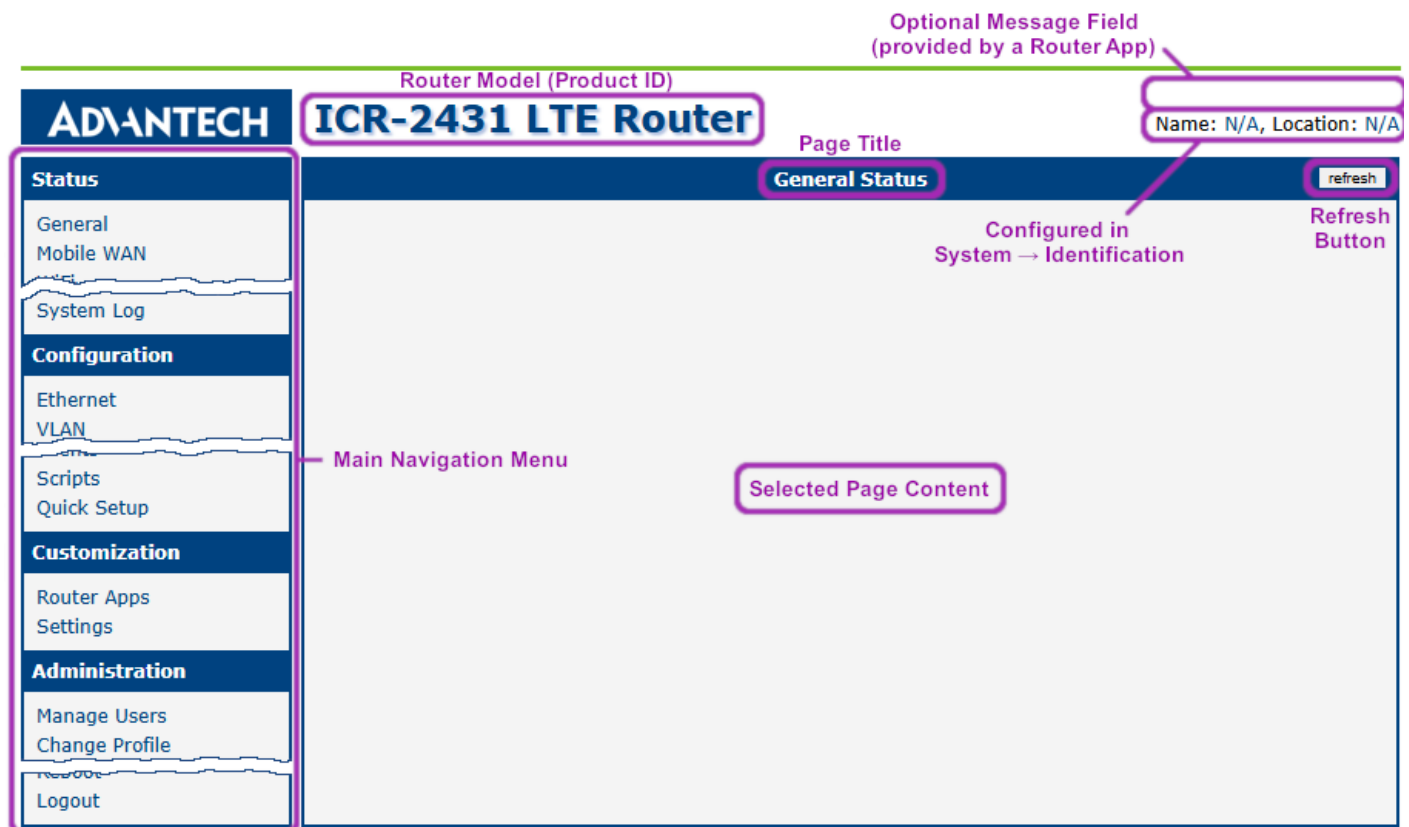 Optional Message Field
(provided by a Router App)
Router Model (Product ID)
ADVANTECH
ICR-2431 LTE Router
Name: N/A, Location: N/A
Page Title
Status
General Status
refresh
General
Mobile WAN
Configured in
System → Identification
Refresh
Button
System Log
Configuration
Ethernet
VLAN
Main Navigation Menu
Scripts
Quick Setup
Selected Page Content
Customization
Router Apps
Settings
Administration
Manage Users
Change Profile
Reboot
Logout